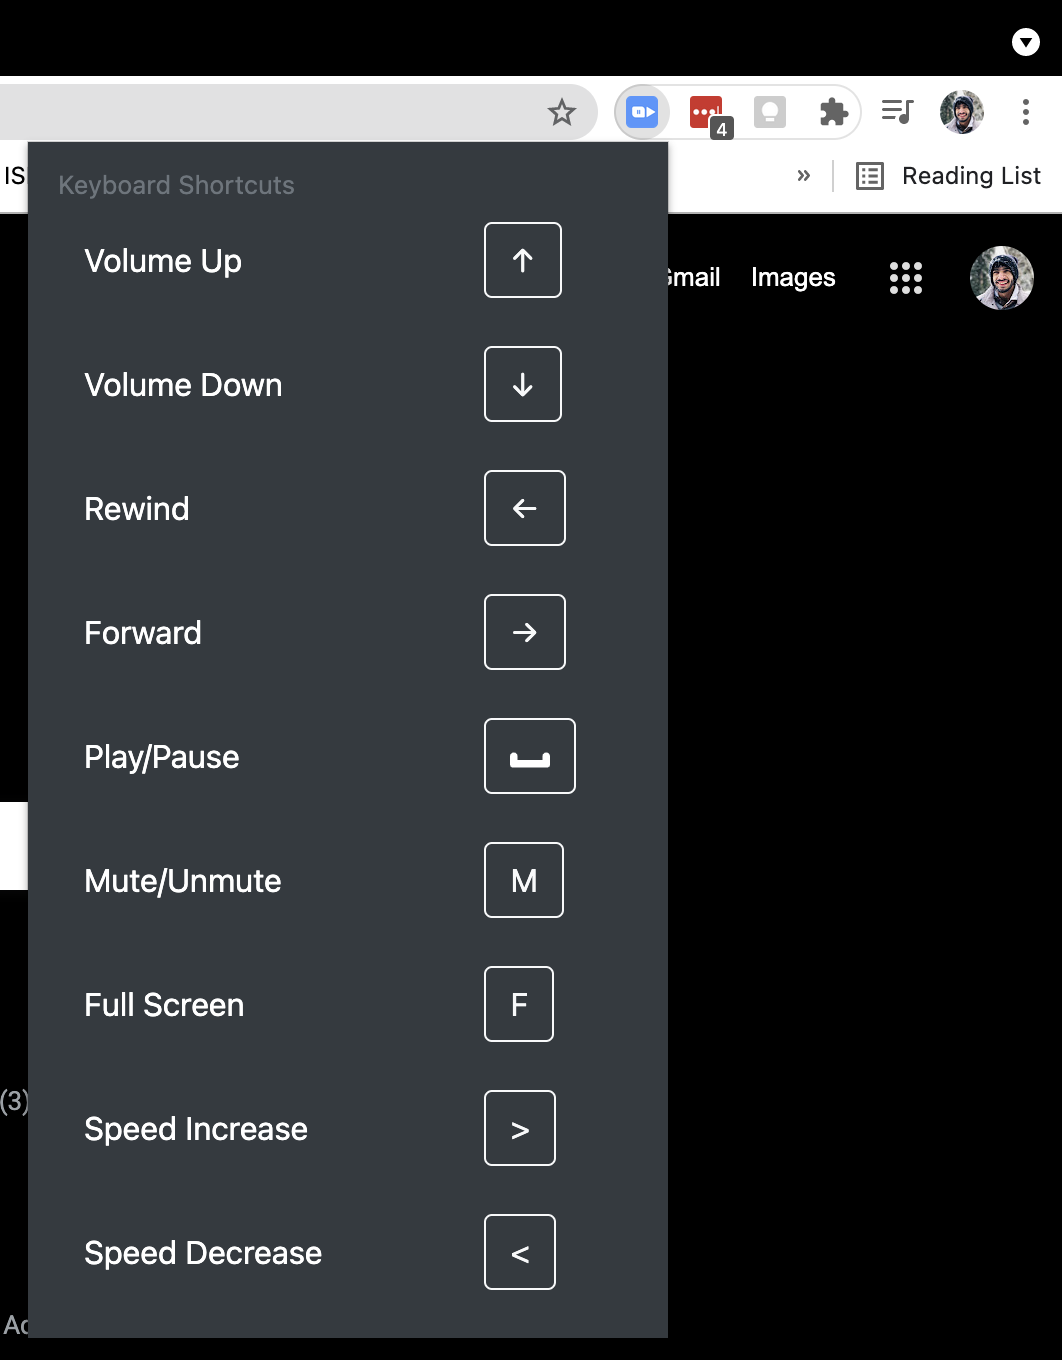 4
IS
Keyboard Shortcuts
» Reading List
Volume Up ↑
Gmail Images
Volume Down ↓
Rewind ←
Forward →
Play/Pause
Mute/Unmute M
Full Screen F
(3)
Speed Increase >
Speed Decrease <